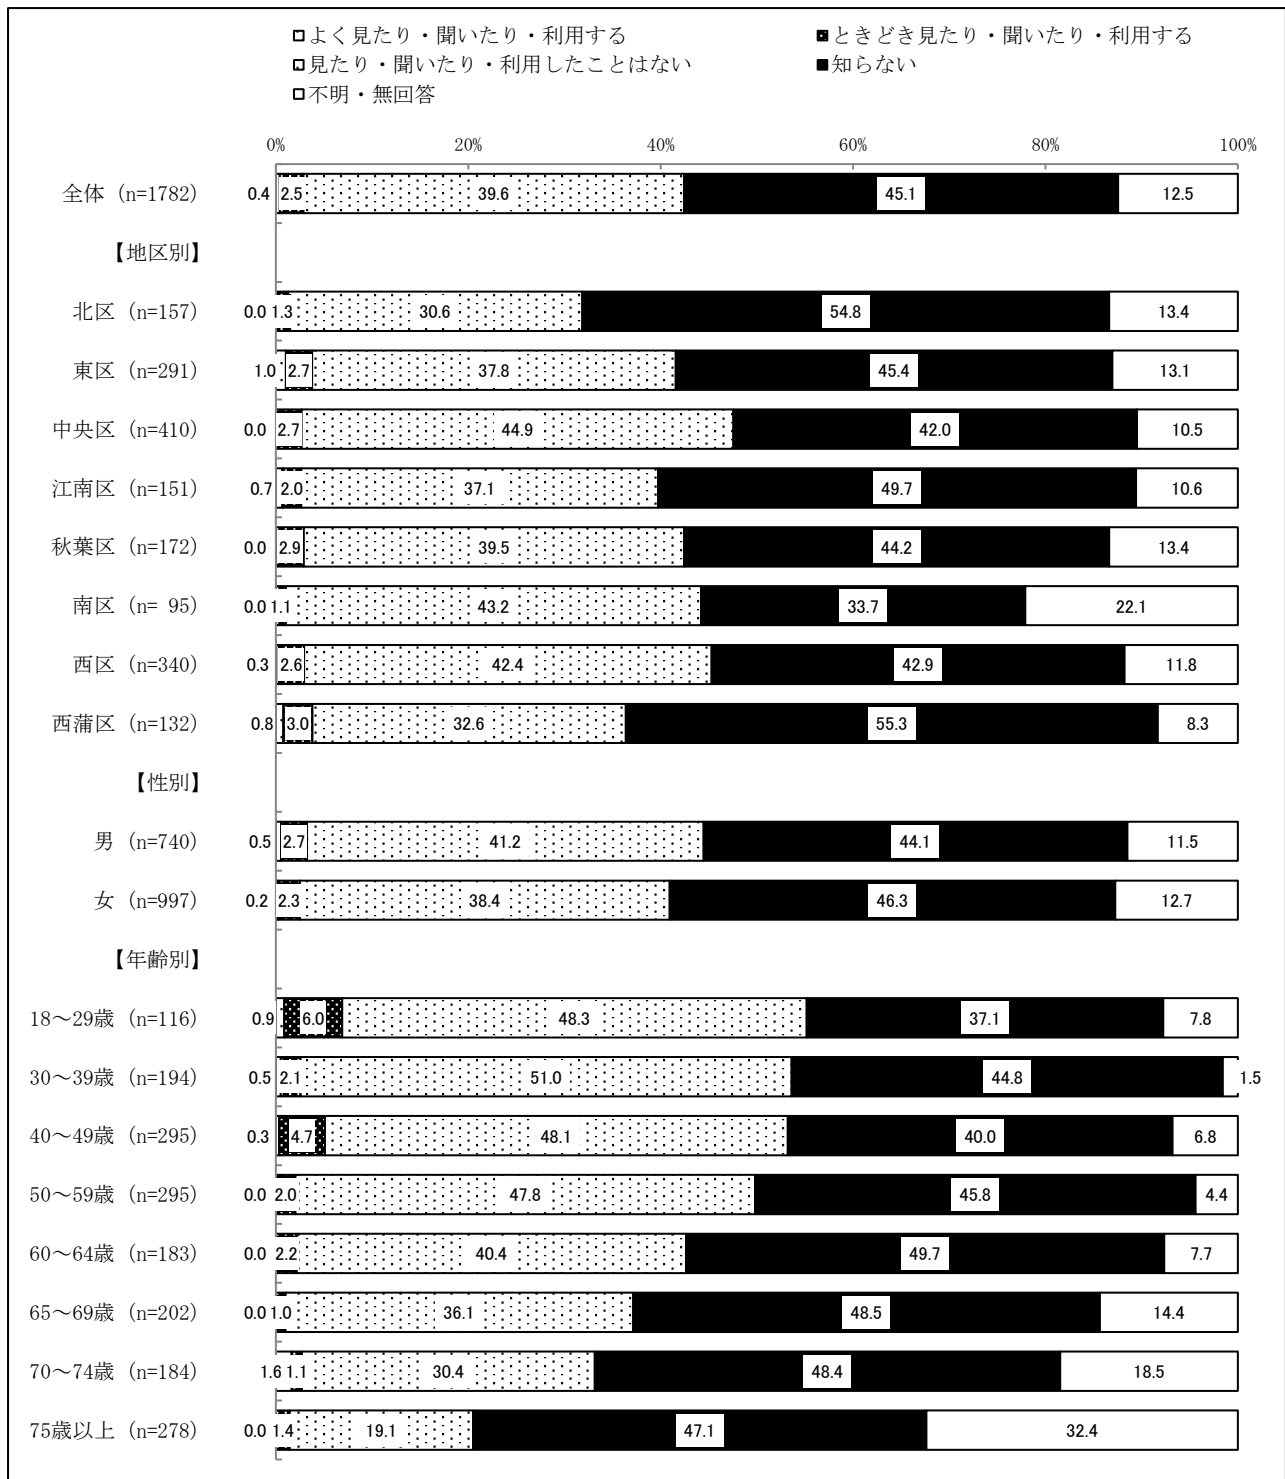 よく見たり・聞いたり・利用する ときどき見たり・聞いたり・利用する
見たり・聞いたり・利用したことはない 知らない
不明・無回答
0% 20% 40% 60% 80% 100%
全体 (n=1782) 0.4 2.5 39.6 45.1 12.5
【地区別】
北区 (n=157) 0.0 1.3 30.6 54.8 13.4
東区 (n=291) 1.0 2.7 37.8 45.4 13.1
中央区 (n=410) 0.0 2.7 44.9 42.0 10.5
江南区 (n=151) 0.7 2.0 37.1 49.7 10.6
秋葉区 (n=172) 0.0 2.9 39.5 44.2 13.4
南区 (n= 95) 0.0 1.1 43.2 33.7 22.1
西区 (n=340) 0.3 2.6 42.4 42.9 11.8
西蒲区 (n=132) 0.8 3.0 32.6 55.3 8.3
【性別】
男 (n=740) 0.5 2.7 41.2 44.1 11.5
女 (n=997) 0.2 2.3 38.4 46.3 12.7
【年齢別】
18～29歳 (n=116) 0.9 6.0 48.3 37.1 7.8
30～39歳 (n=194) 0.5 2.1 51.0 44.8 1.5
40～49歳 (n=295) 0.3 4.7 48.1 40.0 6.8
50～59歳 (n=295) 0.0 2.0 47.8 45.8 4.4
60～64歳 (n=183) 0.0 2.2 40.4 49.7 7.7
65～69歳 (n=202) 0.0 1.0 36.1 48.5 14.4
70～74歳 (n=184) 1.6 1.1 30.4 48.4 18.5
75歳以上 (n=278) 0.0 1.4 19.1 47.1 32.4